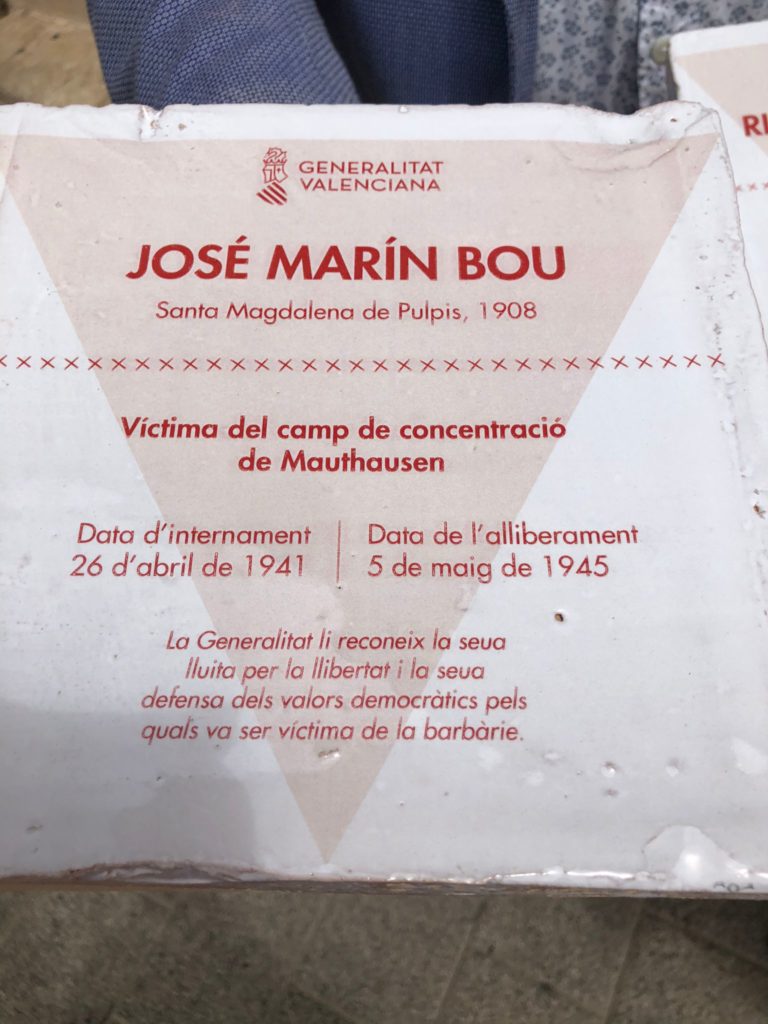 GENERALITAT
VALENCIANA
JOSÉ MARÍN BOU
Santa Magdalena de Pulpis, 1908
Víctima del camp de concentració
de Mauthausen
Data d'internament
26 d'abril de 1941
Data de l'alliberament
5 de maig de 1945
La Generalitat li reconeix la seua
lluita per la llibertat i la seua
defensa dels valors democràtics pels
quals va ser víctima de la barbàrie.